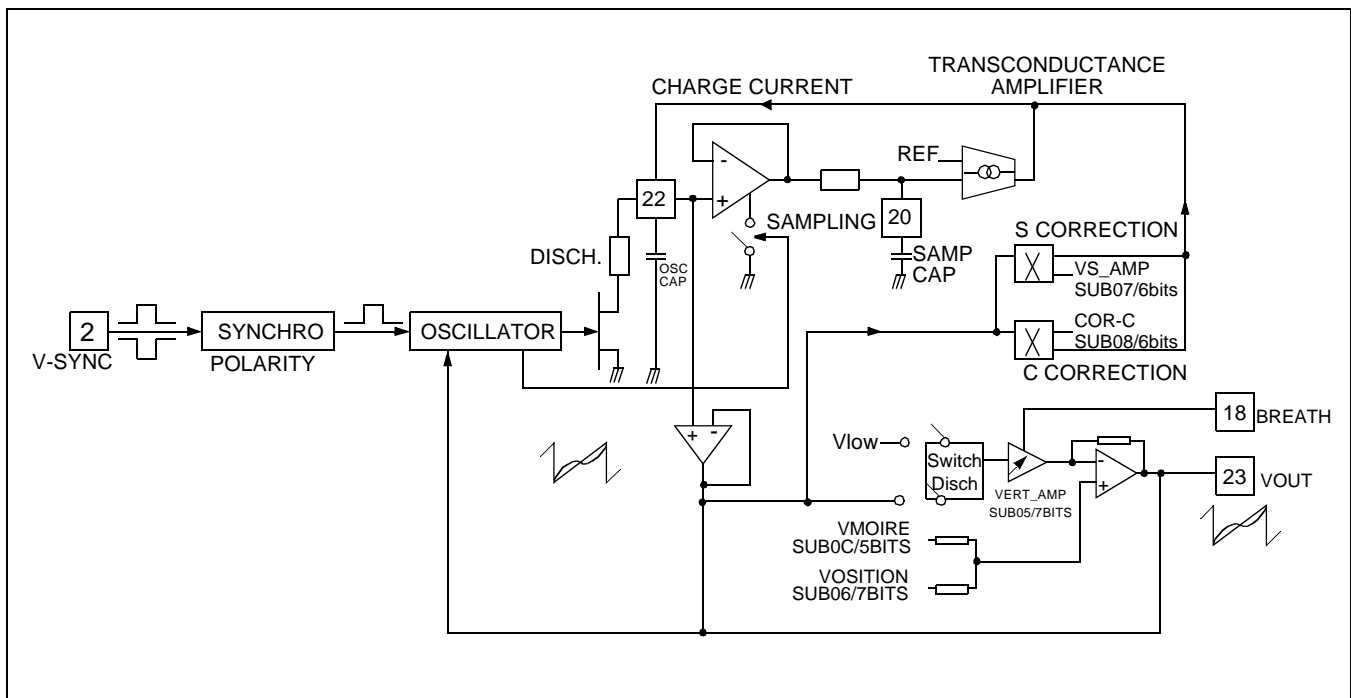 TRANSCONDUCTANCE
AMPLIFIER
CHARGE CURRENT
-
+
REF
22
20
SAMPLING
SAMP
CAP
DISCH.
OSC
CAP
S CORRECTION
VS_AMP
SUB07/6bits
COR-C
SUB08/6bits
C CORRECTION
2
V-SYNC
SYNCHRO
POLARITY
OSCILLATOR
+ -
18
BREATH
Vlow
Switch
Disch
VERT_AMP
SUB05/7BITS
-
+
23
VOUT
VMOIRE
SUB0C/5BITS
VOSITION
SUB06/7BITS